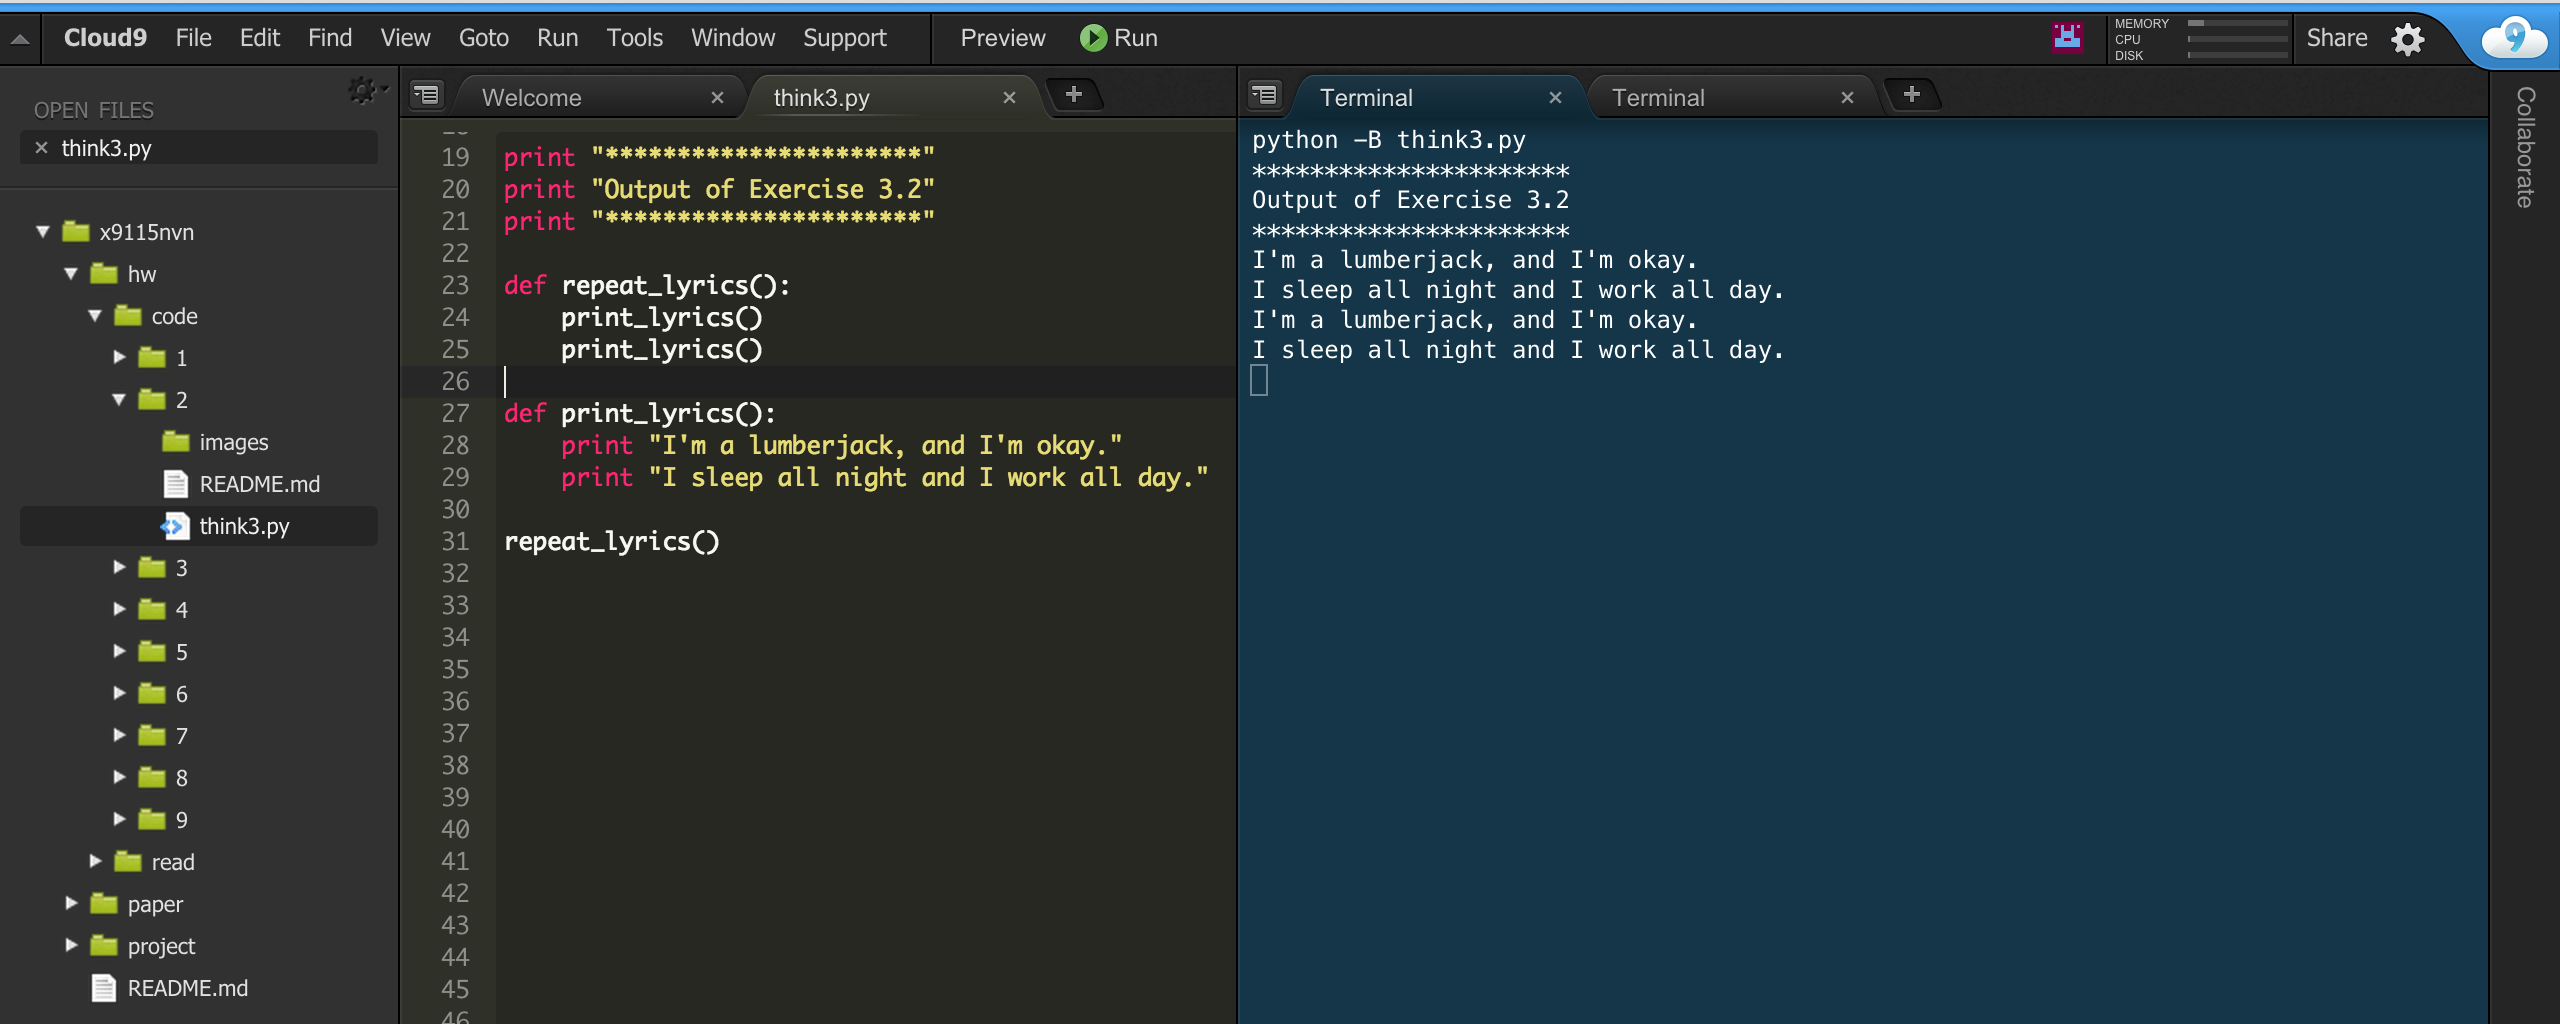 Cloud9 File Edit Find View Goto Run Tools Window Support Preview Run MEMORY CPU DISK Share 9
OPEN FILES
× think3.py
x9115nvn
hw
code
1
2
images
README.md
think3.py
3
4
5
6
7
8
9
read
paper
project
README.md
Welcome × think3.py × +
19 print "**********************"
20 print "Output of Exercise 3.2"
21 print "**********************"
22
23 def repeat_lyrics():
24     print_lyrics()
25     print_lyrics()
26
27 def print_lyrics():
28     print "I'm a lumberjack, and I'm okay."
29     print "I sleep all night and I work all day."
30
31 repeat_lyrics()
32
33
34
35
36
37
38
39
40
41
42
43
44
45
46
Terminal × Terminal × +
python -B think3.py
**********************
Output of Exercise 3.2
**********************
I'm a lumberjack, and I'm okay.
I sleep all night and I work all day.
I'm a lumberjack, and I'm okay.
I sleep all night and I work all day.
Collaborate